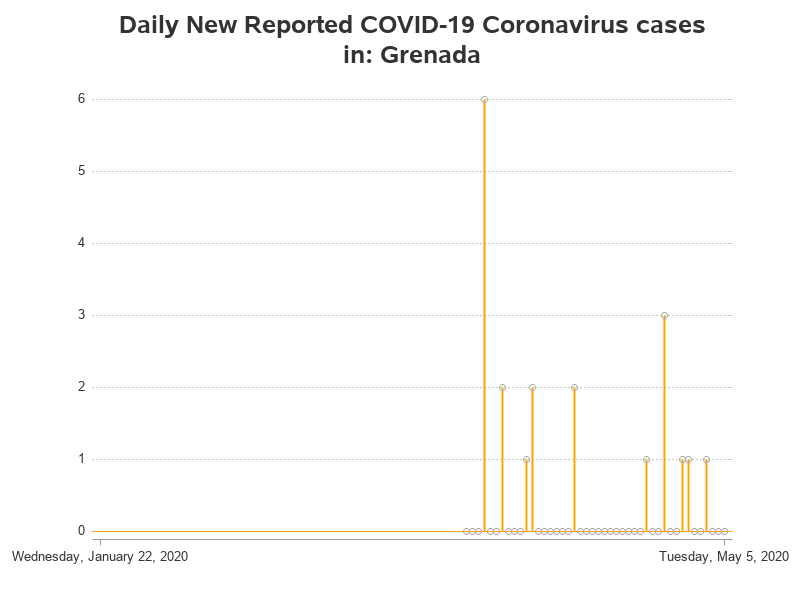 Daily New Reported COVID-19 Coronavirus cases
in: Grenada
6
5
4
3
2
1
0
Wednesday, January 22, 2020 Tuesday, May 5, 2020